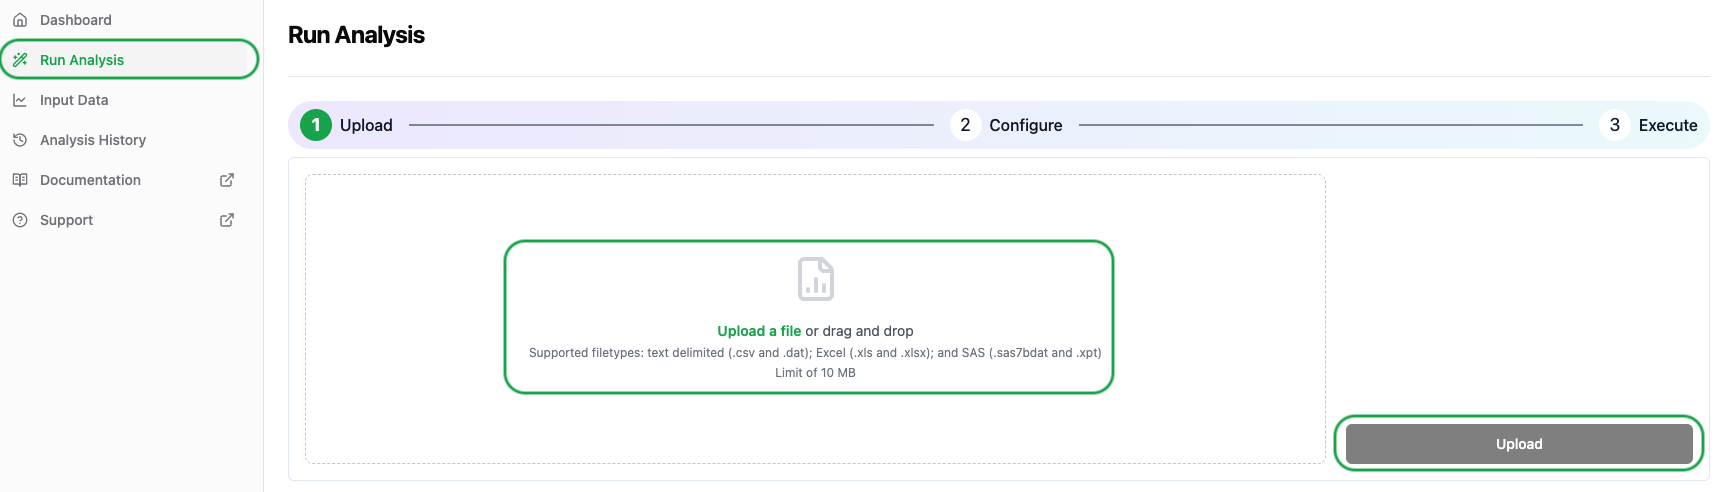 Dashboard
Run Analysis
Input Data
Analysis History
Documentation
Support
Run Analysis
1 Upload
2 Configure
3 Execute
Upload a file or drag and drop
Supported filetypes: text delimited (.csv and .dat); Excel (.xls and .xlsx); and SAS (.sas7bdat and .xpt)
Limit of 10 MB
Upload